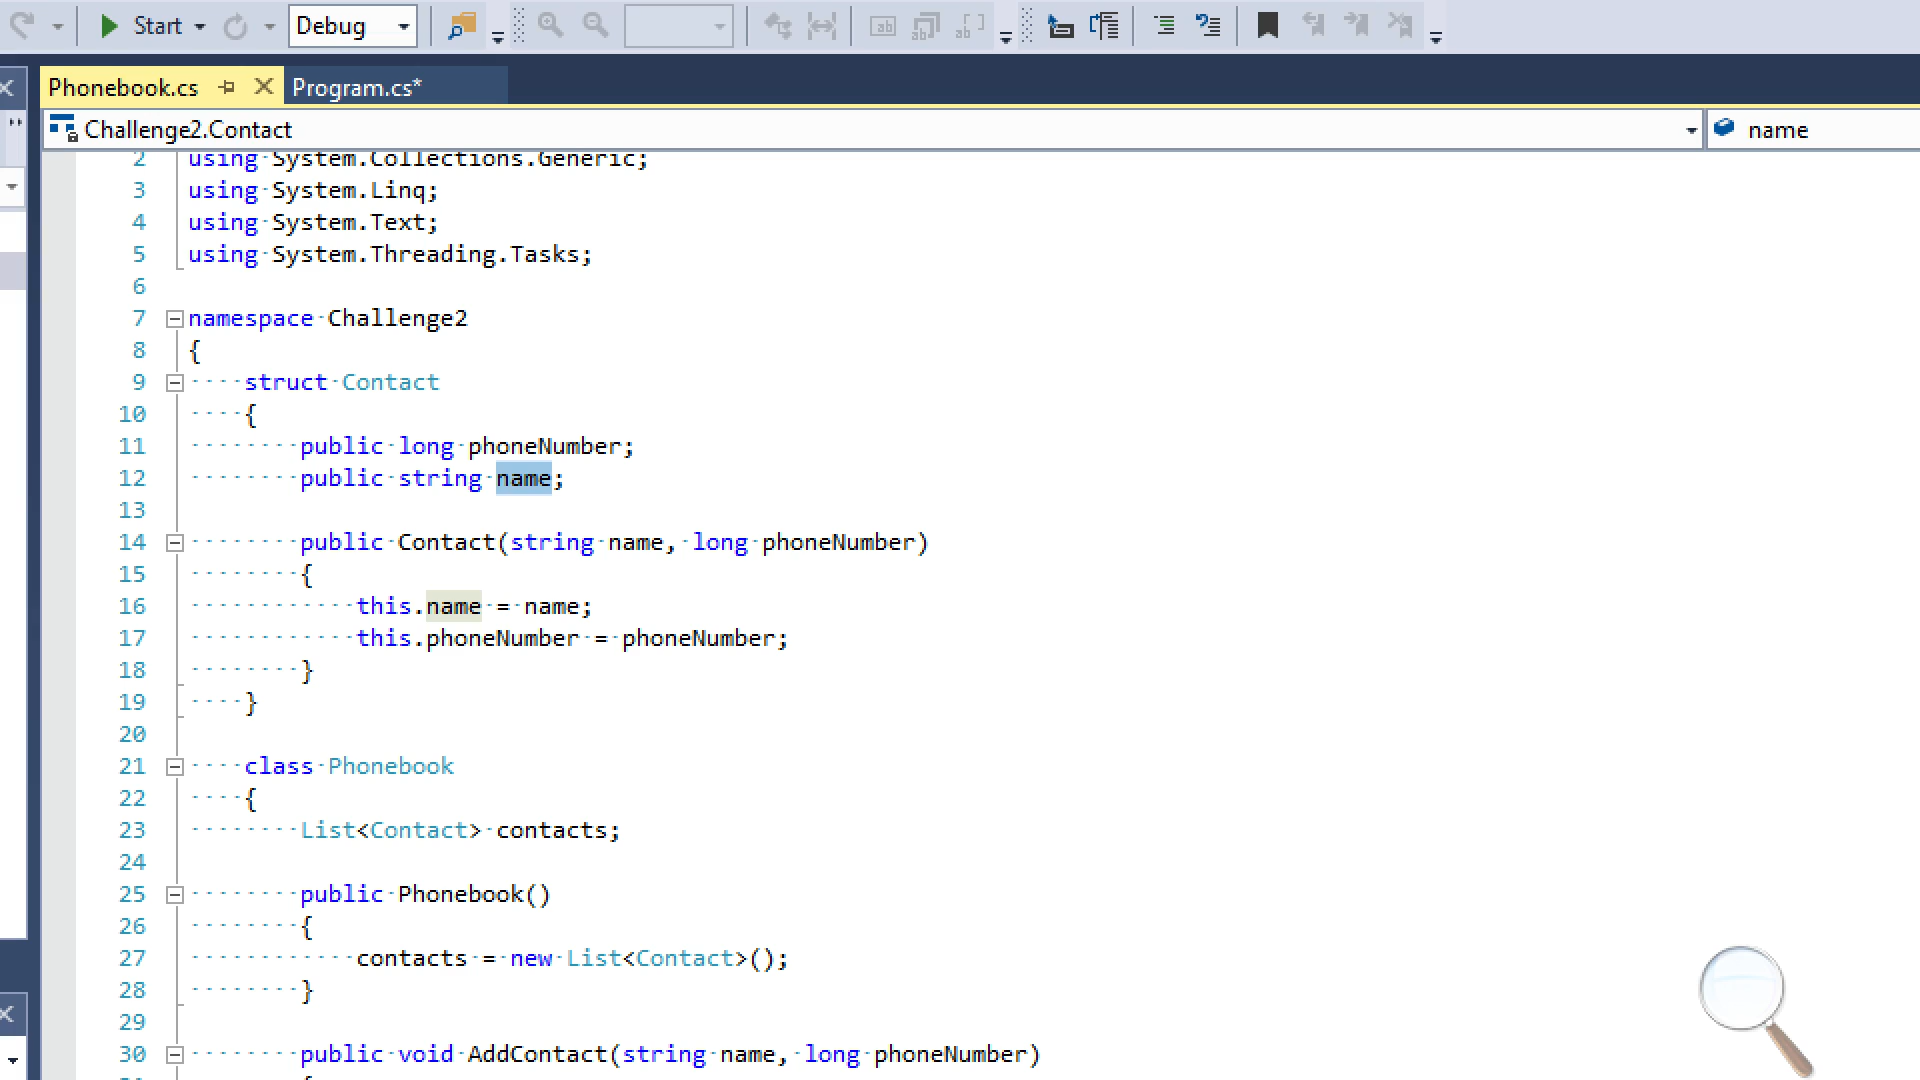 Start Debug
Phonebook.cs Program.cs*
Challenge2.Contact name
2 using System.Collections.Generic;
3 using System.Linq;
4 using System.Text;
5 using System.Threading.Tasks;
6
7 namespace Challenge2
8 {
9 struct Contact
10 {
11 public long phoneNumber;
12 public string name;
13
14 public Contact(string name, long phoneNumber)
15 {
16 this.name = name;
17 this.phoneNumber = phoneNumber;
18 }
19 }
20
21 class Phonebook
22 {
23 List<Contact> contacts;
24
25 public Phonebook()
26 {
27 contacts = new List<Contact>();
28 }
29
30 public void AddContact(string name, long phoneNumber)